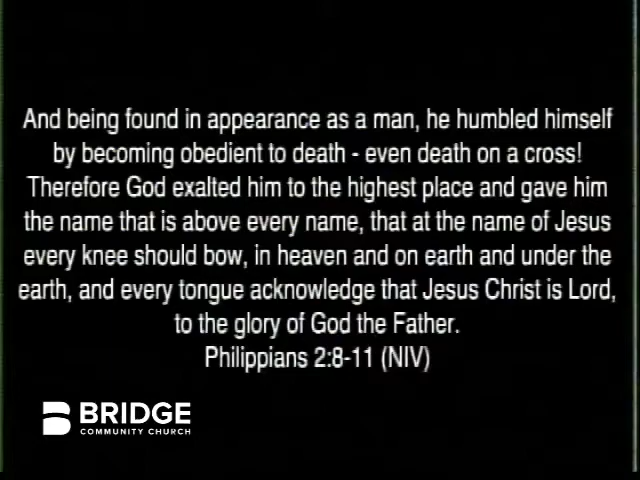 And being found in appearance as a man, he humbled himself
by becoming obedient to death - even death on a cross!
Therefore God exalted him to the highest place and gave him
the name that is above every name, that at the name of Jesus
every knee should bow, in heaven and on earth and under the
earth, and every tongue acknowledge that Jesus Christ is Lord,
to the glory of God the Father.
Philippians 2:8-11 (NIV)
BRIDGE
COMMUNITY CHURCH